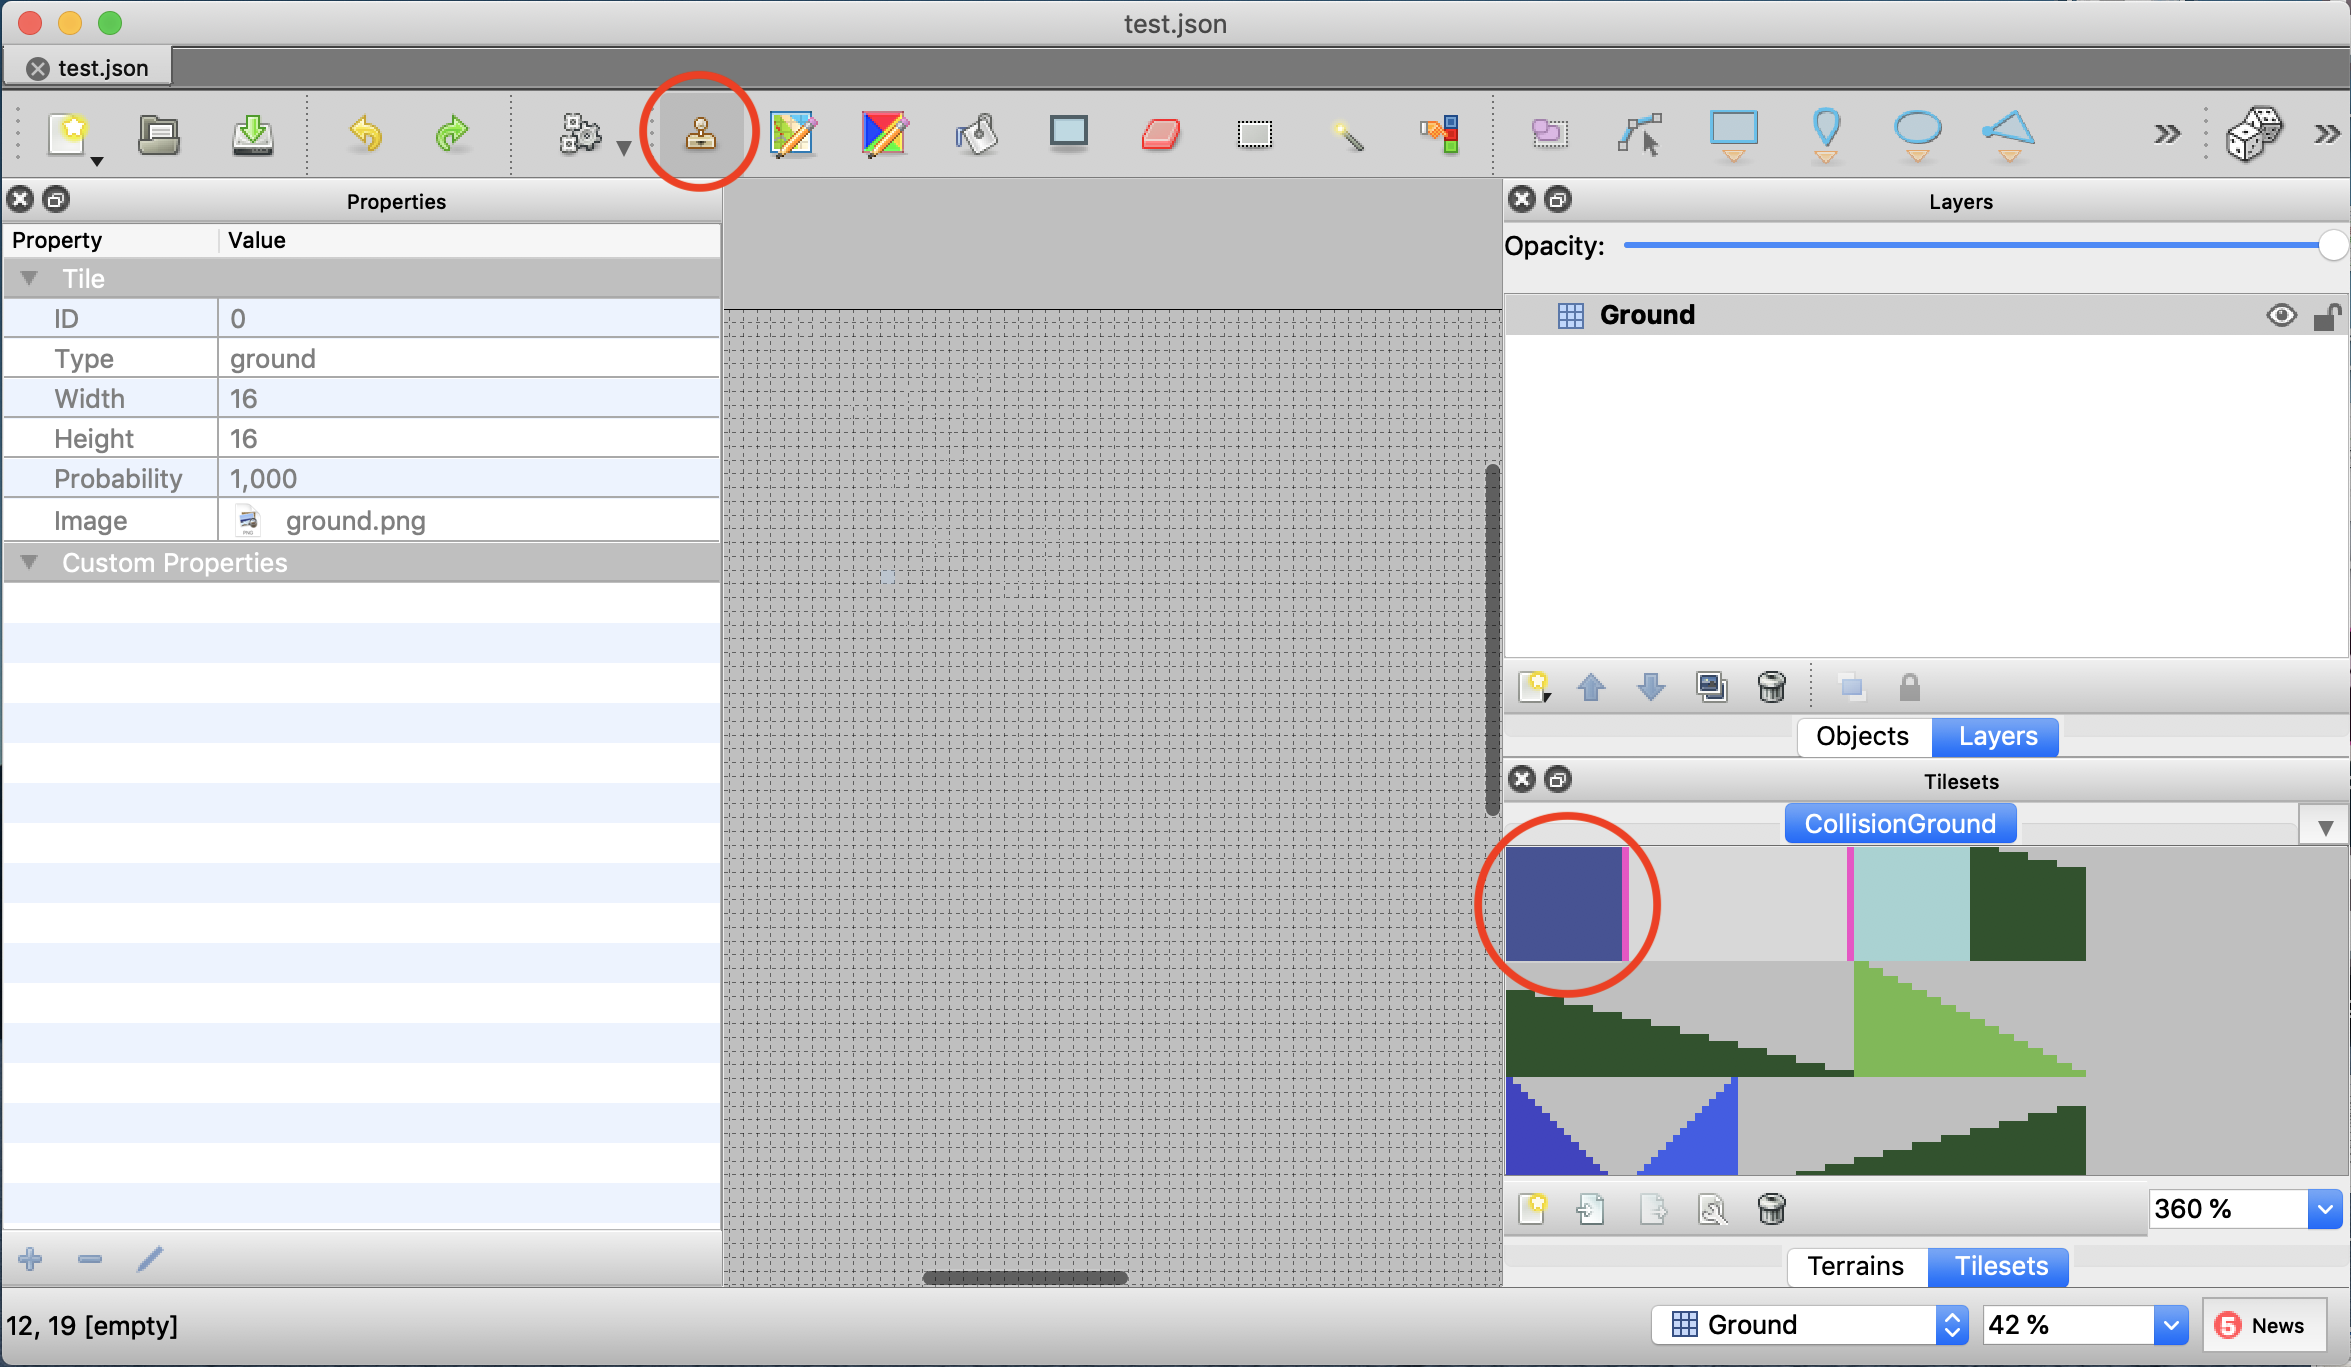 test.json
test.json
Properties
Property Value
Tile
ID 0
Type ground
Width 16
Height 16
Probability 1,000
Image ground.png
Custom Properties
Layers
Opacity:
Ground
Objects Layers
Tilesets
CollisionGround
360 %
Terrains Tilesets
12, 19 [empty]
Ground
42 %
5 News